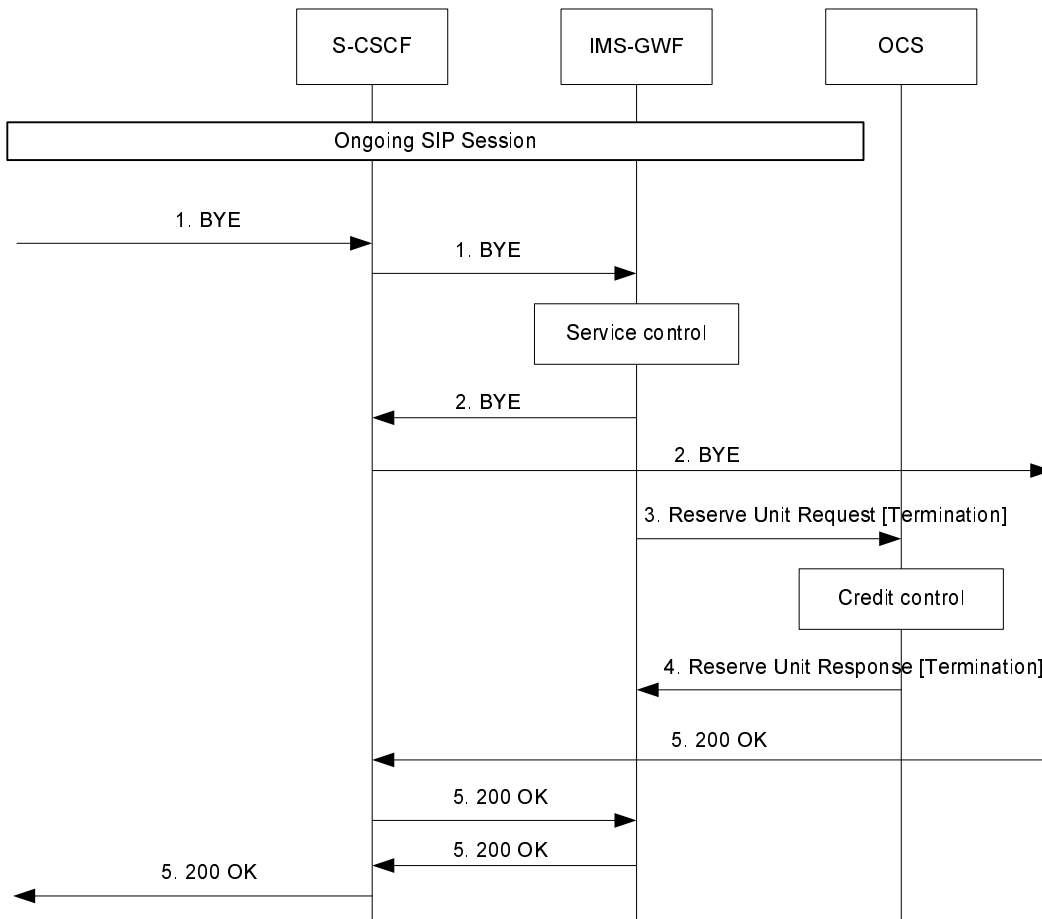 S-CSCF
IMS-GWF
OCS
Ongoing SIP Session
1. BYE
1. BYE
Service control
2. BYE
2. BYE
3. Reserve Unit Request [Termination]
Credit control
4. Reserve Unit Response [Termination]
5. 200 OK
5. 200 OK
5. 200 OK
5. 200 OK